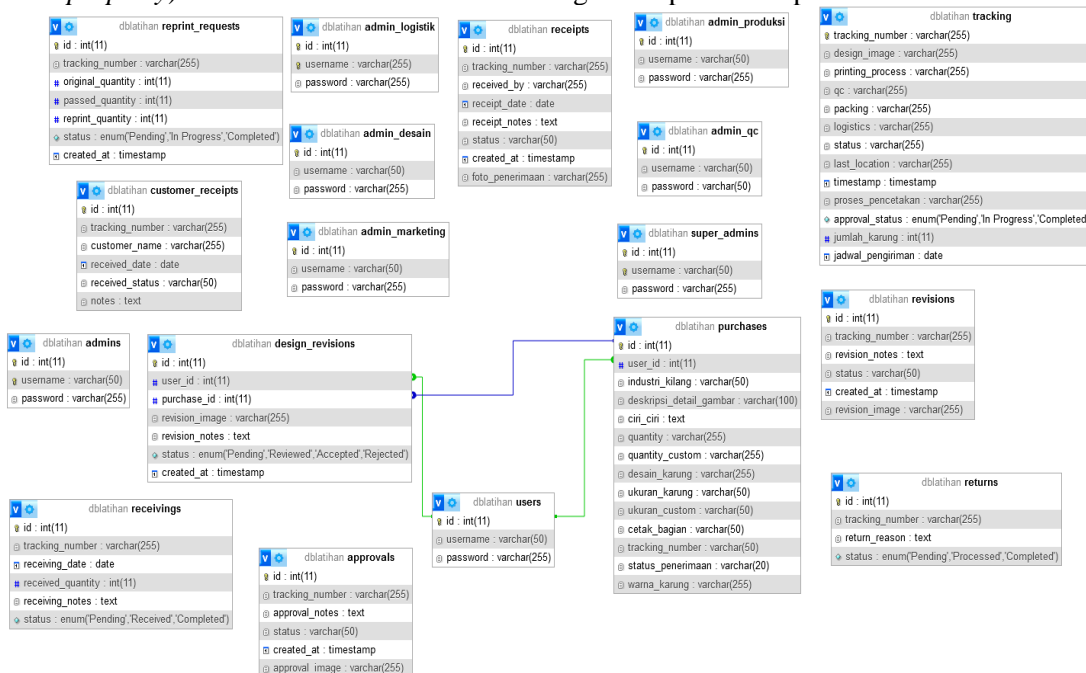 dblatihan reprint_requests
id : int(11)
tracking_number : varchar(255)
original_quantity : int(11)
passed_quantity : int(11)
reprint_quantity : int(11)
status : enum('Pending','In Progress','Completed')
created_at : timestamp
dblatihan admin_logistik
id : int(11)
username : varchar(255)
password : varchar(255)
dblatihan receipts
id : int(11)
tracking_number : varchar(255)
received_by : varchar(255)
receipt_date : date
receipt_notes : text
status : varchar(50)
created_at : timestamp
foto_penerimaan : varchar(255)
dblatihan admin_produksi
id : int(11)
username : varchar(50)
password : varchar(255)
dblatihan tracking
tracking_number : varchar(255)
design_image : varchar(255)
printing_process : varchar(255)
qc : varchar(255)
packing : varchar(255)
logistics : varchar(255)
status : varchar(255)
last_location : varchar(255)
timestamp : timestamp
proses_pencetakan : varchar(255)
approval_status : enum('Pending','In Progress','Completed
jumlah_karung : int(11)
jadwal_pengiriman : date
dblatihan admin_desain
id : int(11)
username : varchar(50)
password : varchar(255)
dblatihan admin_qc
id : int(11)
username : varchar(50)
password : varchar(50)
dblatihan customer_receipts
id : int(11)
tracking_number : varchar(255)
customer_name : varchar(255)
received_date : date
received_status : varchar(50)
notes : text
dblatihan admin_marketing
id : int(11)
username : varchar(50)
password : varchar(255)
dblatihan super_admins
id : int(11)
username : varchar(50)
password : varchar(255)
dblatihan revisions
id : int(11)
tracking_number : varchar(255)
revision_notes : text
status : varchar(50)
created_at : timestamp
revision_image : varchar(255)
dblatihan admins
id : int(11)
username : varchar(50)
password : varchar(255)
dblatihan design_revisions
id : int(11)
user_id : int(11)
purchase_id : int(11)
revision_image : varchar(255)
revision_notes : text
status : enum('Pending','Reviewed','Accepted','Rejected')
created_at : timestamp
dblatihan purchases
id : int(11)
user_id : int(11)
industri_kilang : varchar(50)
deskripsi_detail_gambar : varchar(100)
ciri_ciri : text
quantity : varchar(255)
quantity_custom : varchar(255)
desain_karung : varchar(255)
ukuran_karung : varchar(50)
ukuran_custom : varchar(50)
cetak_bagian : varchar(50)
tracking_number : varchar(50)
status_penerimaan : varchar(20)
warna_karung : varchar(255)
dblatihan returns
id : int(11)
tracking_number : varchar(255)
return_reason : text
status : enum('Pending','Processed','Completed')
dblatihan receivings
id : int(11)
tracking_number : varchar(255)
receiving_date : date
received_quantity : int(11)
receiving_notes : text
status : enum('Pending','Received','Completed')
dblatihan users
id : int(11)
username : varchar(50)
password : varchar(255)
dblatihan approvals
id : int(11)
tracking_number : varchar(255)
approval_notes : text
status : varchar(50)
created_at : timestamp
approval_image : varchar(255)